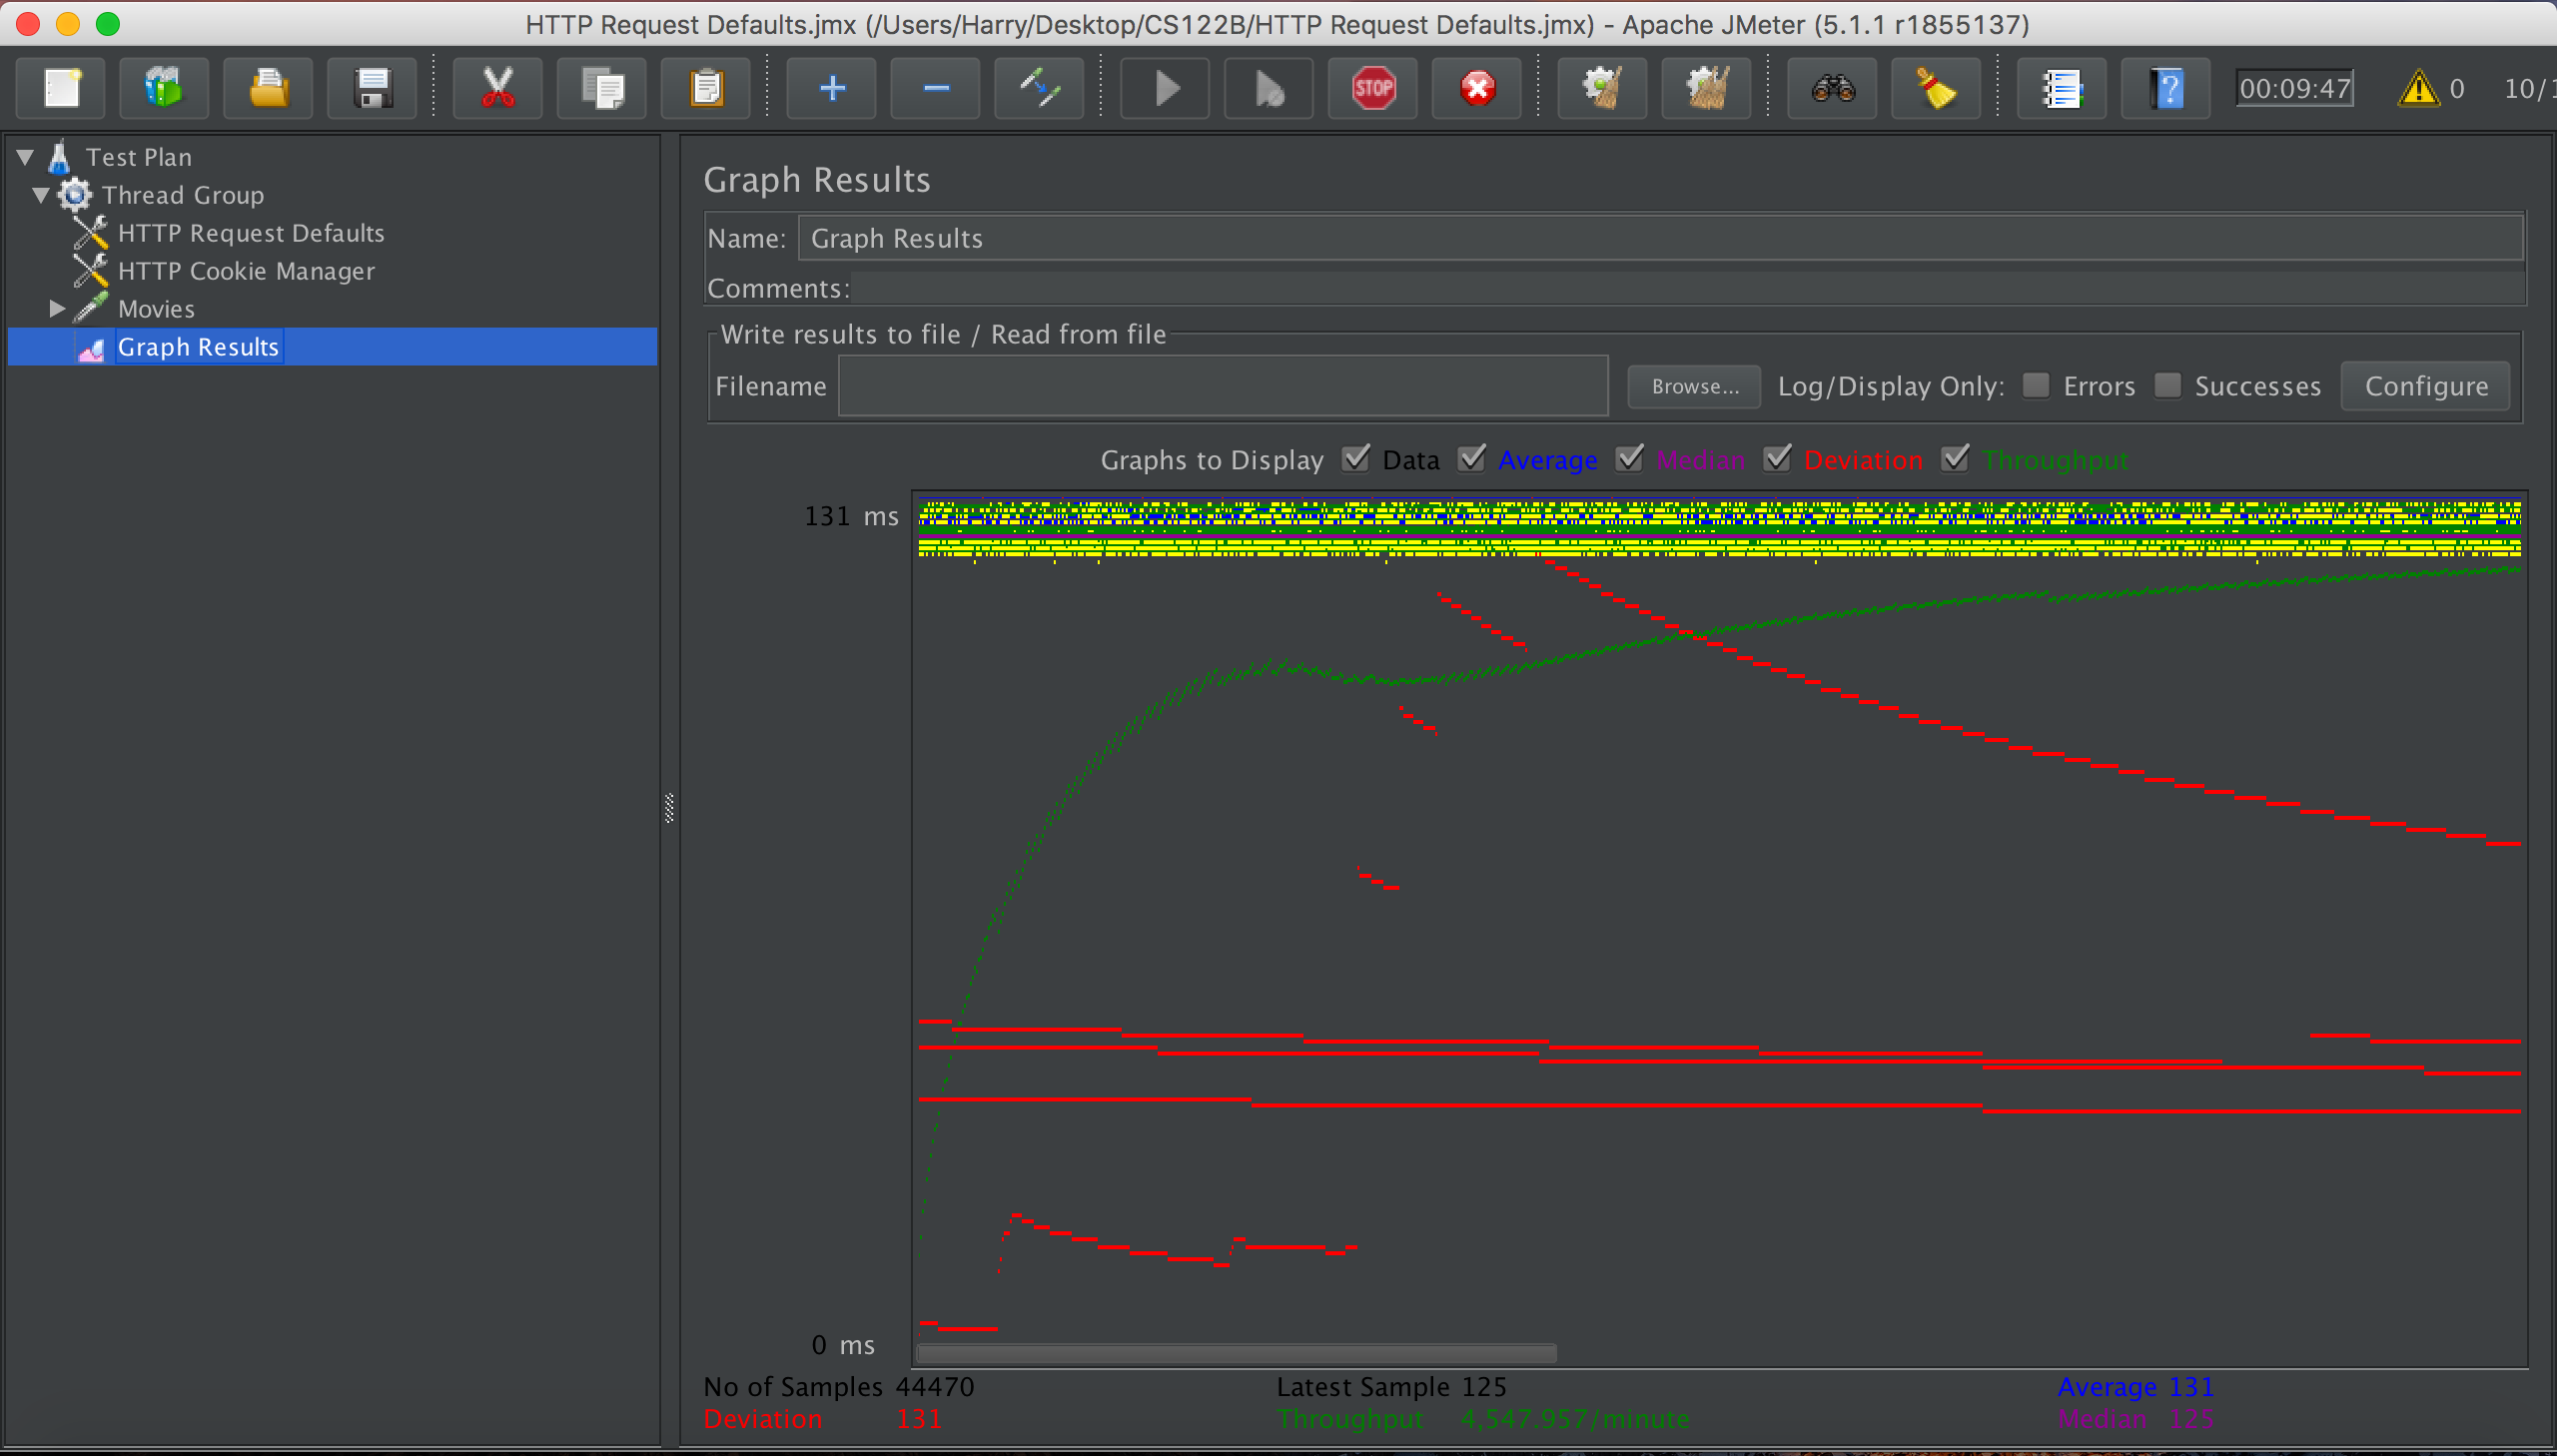 HTTP Request Defaults.jmx (/Users/Harry/Desktop/CS122B/HTTP Request Defaults.jmx) - Apache JMeter (5.1.1 r1855137)
STOP 00:09:47 0 10/
Test Plan
Thread Group
HTTP Request Defaults
HTTP Cookie Manager
Movies
Graph Results
Graph Results
Name: Graph Results
Comments:
Write results to file / Read from file
Filename Browse... Log/Display Only: Errors Successes Configure
Graphs to Display Data Average Median Deviation Throughput
131 ms
0 ms
No of Samples 44470 Latest Sample 125 Average 131
Deviation 131 Throughput 4,547.957/minute Median 125